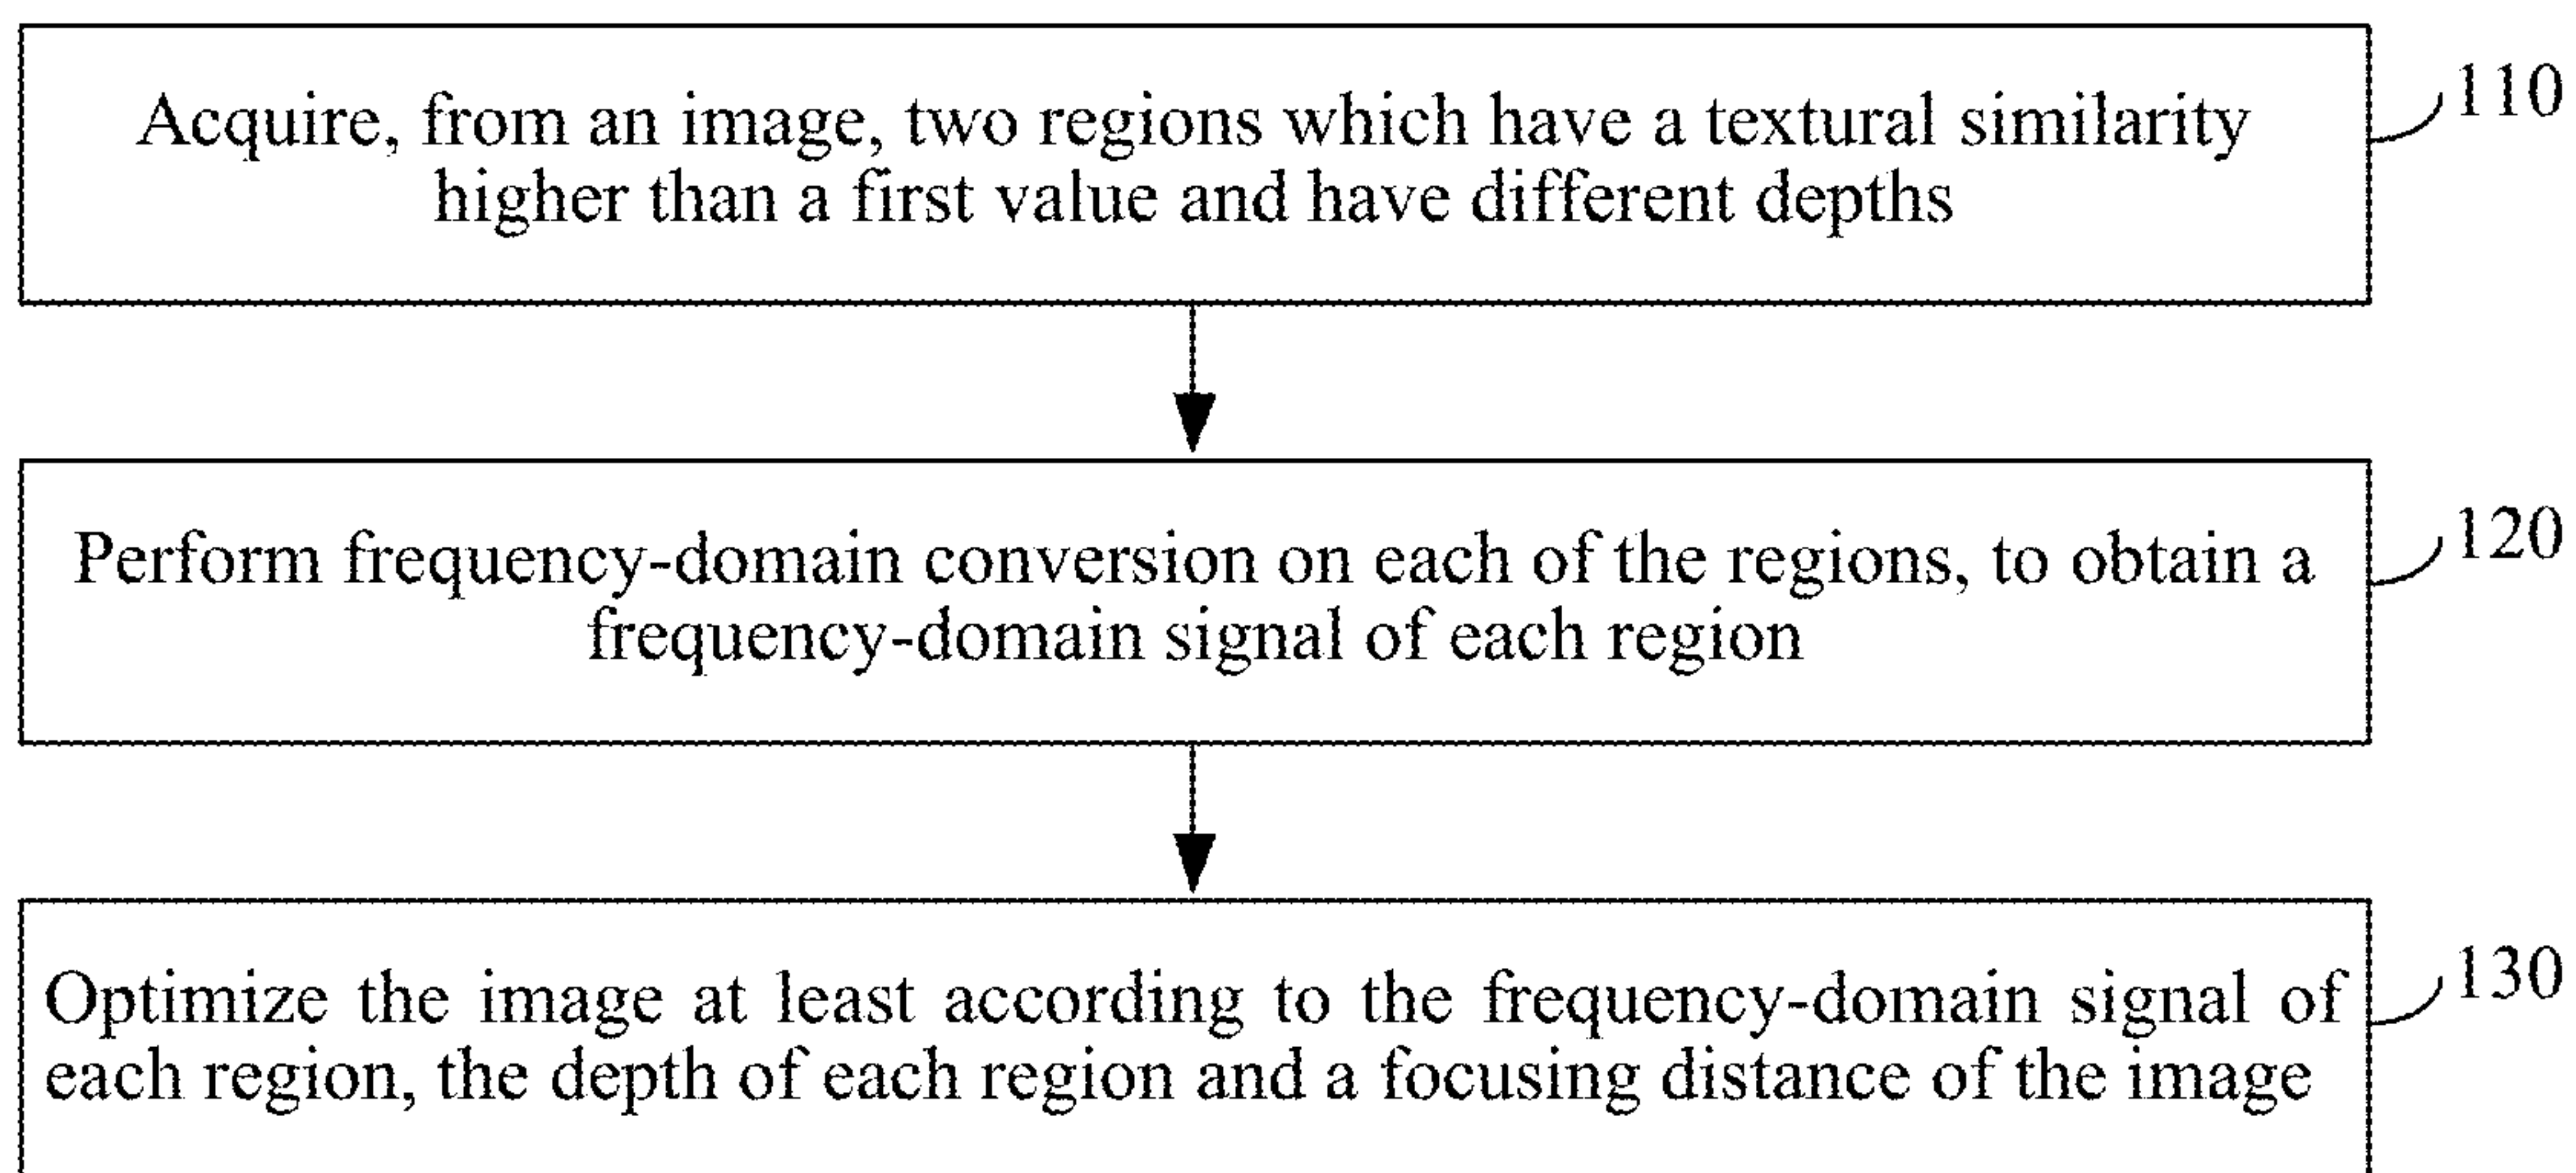 Acquire, from an image, two regions which have a textural similarity
higher than a first value and have different depths
110
Perform frequency-domain conversion on each of the regions, to obtain a
frequency-domain signal of each region
120
Optimize the image at least according to the frequency-domain signal of
each region, the depth of each region and a focusing distance of the image
130